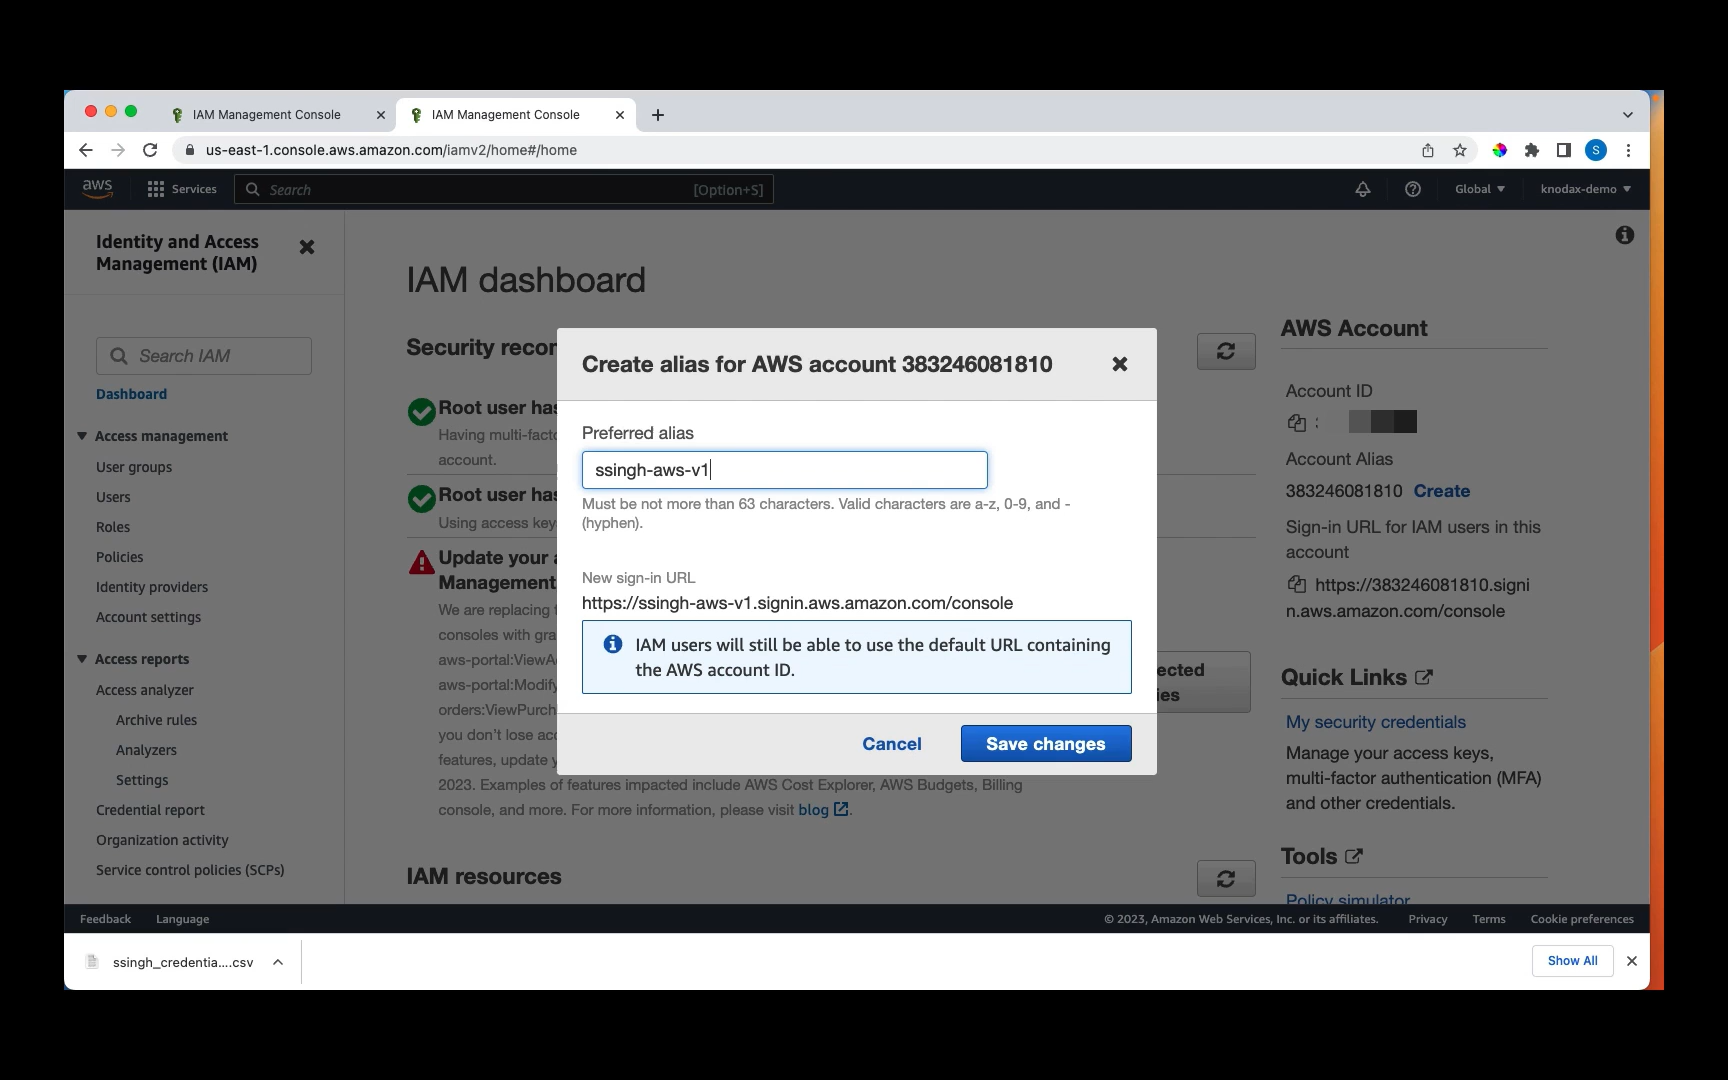 IAM Management Console
IAM Management Console
us-east-1.console.aws.amazon.com/iamv2/home#/home
S
aws
Services
Search
[Option+S]
Global
knodax-demo
Identity and Access
Management (IAM)
Search IAM
Dashboard
Access management
User groups
Users
Roles
Policies
Identity providers
Account settings
Access reports
Access analyzer
Archive rules
Analyzers
Settings
Credential report
Organization activity
Service control policies (SCPs)
IAM dashboard
Security recor
Root user has
Having multi-facto
account.
Root user has
Using access key
Update your a
Management
We are replacing t
consoles with gra
aws-portal:ViewAc
aws-portal:Modify
orders:ViewPurch
you don't lose acc
features, update y
2023. Examples of features impacted include AWS Cost Explorer, AWS Budgets, Billing
console, and more. For more information, please visit blog.
ected
ies
IAM resources
Create alias for AWS account 383246081810
Preferred alias
ssingh-aws-v1
Must be not more than 63 characters. Valid characters are a-z, 0-9, and -
(hyphen).
New sign-in URL
https://ssingh-aws-v1.signin.aws.amazon.com/console
IAM users will still be able to use the default URL containing
the AWS account ID.
Cancel
Save changes
AWS Account
Account ID
:
Account Alias
383246081810 Create
Sign-in URL for IAM users in this
account
https://383246081810.signi
n.aws.amazon.com/console
Quick Links
My security credentials
Manage your access keys,
multi-factor authentication (MFA)
and other credentials.
Tools
Policy simulator
Feedback
Language
© 2023, Amazon Web Services, Inc. or its affiliates.
Privacy
Terms
Cookie preferences
ssingh_credentia....csv
Show All